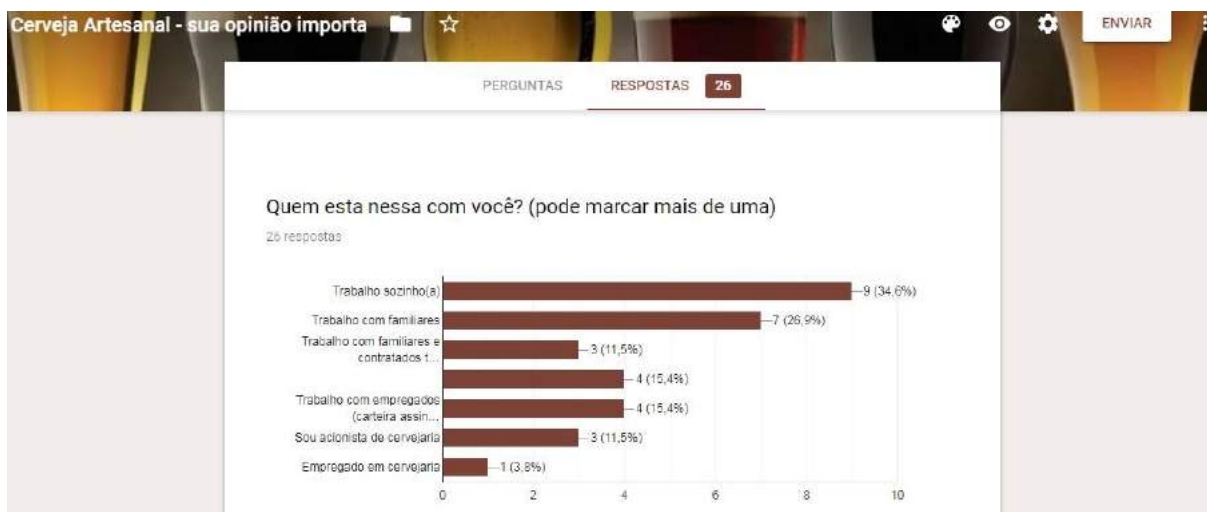 Cerveja Artesanal - sua opinião importa
ENVIAR
PERGUNTAS RESPOSTAS 26
Quem esta nessa com você? (pode marcar mais de uma)
26 respostas
Trabalho sozinho(a) 9 (34,6%)
Trabalho com familiares 7 (26,9%)
Trabalho com familiares e
contratados t... 3 (11,5%)
4 (15,4%)
Trabalho com empregados
(carteira assin... 4 (15,4%)
Sou acionista de cervejaria 3 (11,5%)
Empregado em cervejaria 1 (3,8%)
0 2 4 6 8 10